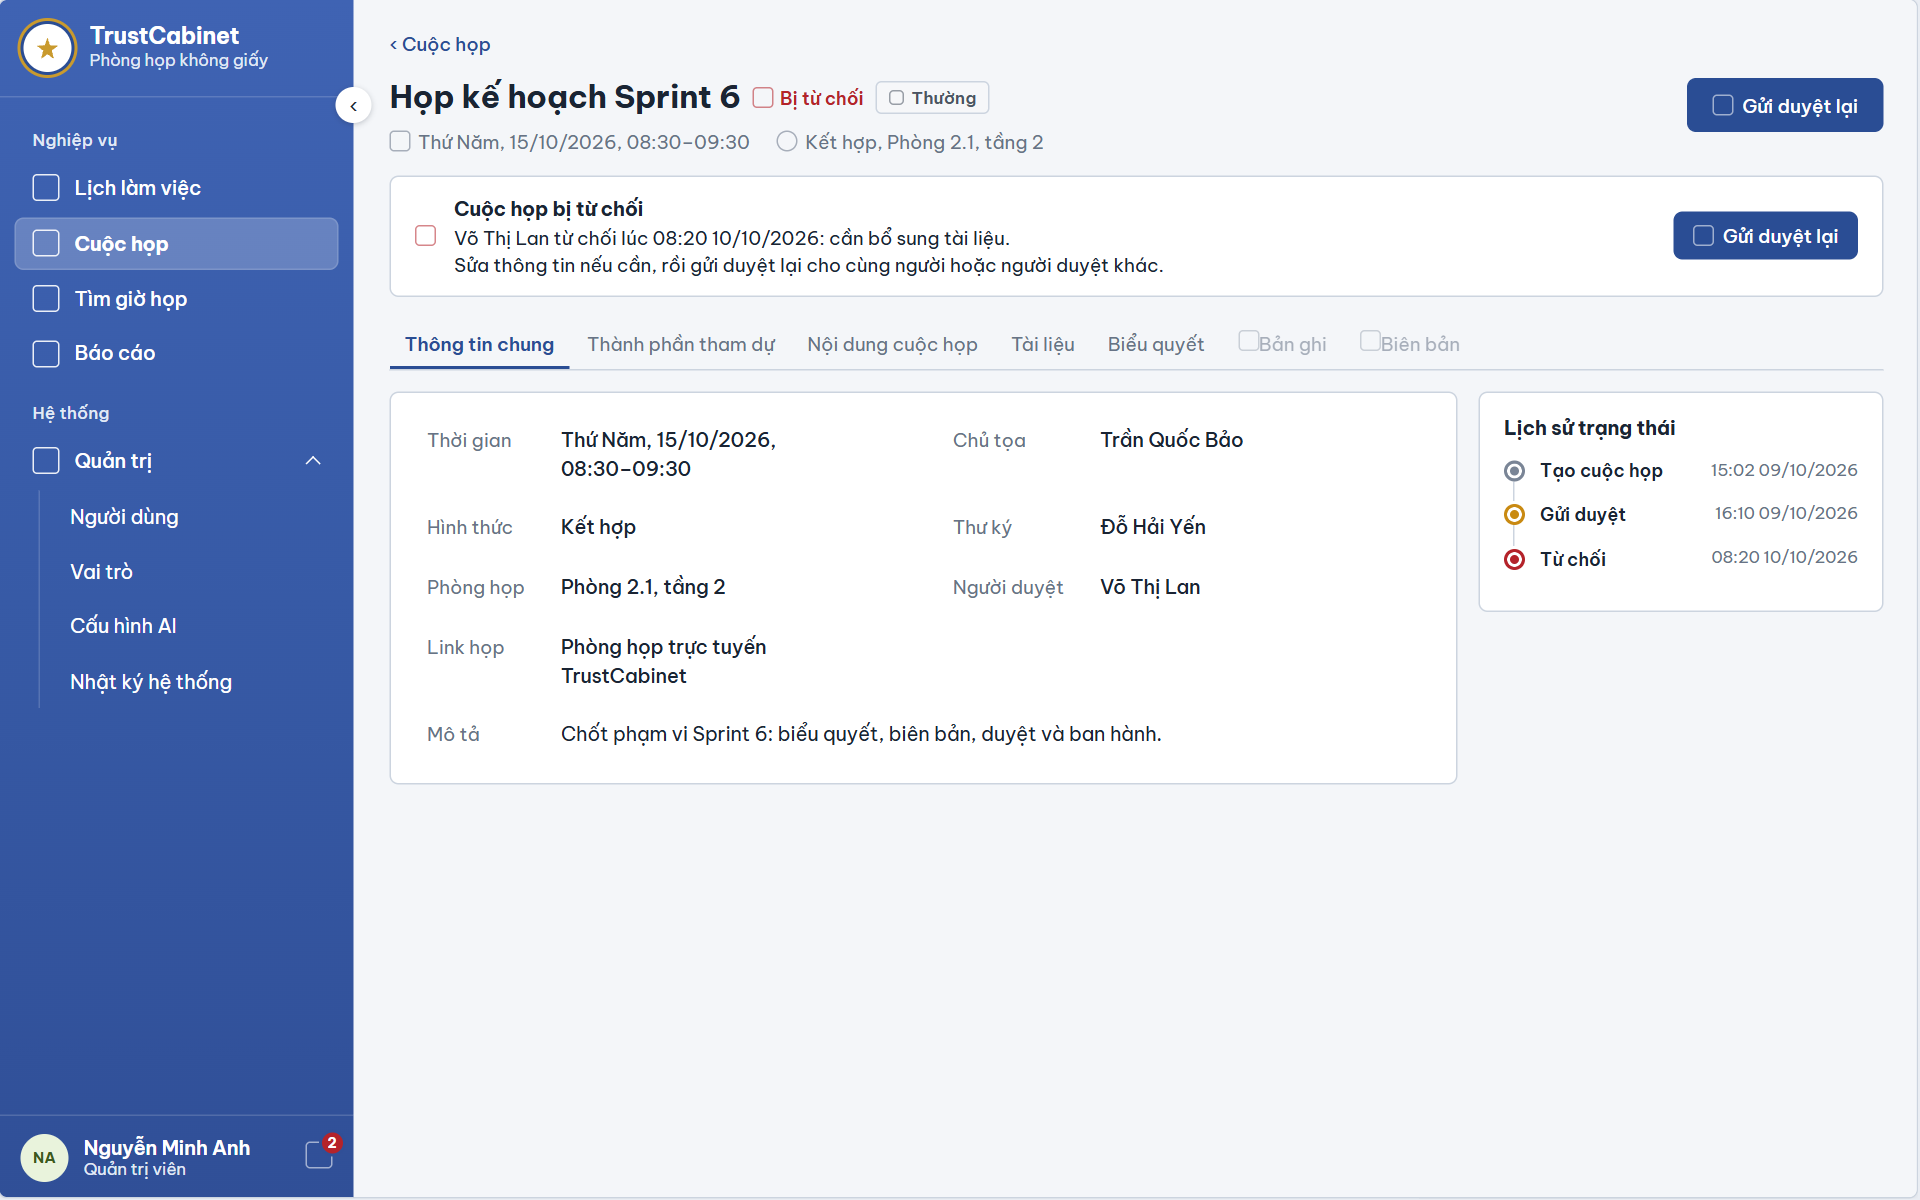 TrustCabinet
Phòng họp không giấy
Nghiệp vụ
Lịch làm việc
Cuộc họp
Tìm giờ họp
Báo cáo
Hệ thống
Quản trị
Người dùng
Vai trò
Cấu hình AI
Nhật ký hệ thống
NA
Nguyễn Minh Anh
Quản trị viên
2
‹ Cuộc họp
Họp kế hoạch Sprint 6
Bị từ chối
Thường
Gửi duyệt lại
Thứ Năm, 15/10/2026, 08:30–09:30
Kết hợp, Phòng 2.1, tầng 2
Cuộc họp bị từ chối
Võ Thị Lan từ chối lúc 08:20 10/10/2026: cần bổ sung tài liệu.
Sửa thông tin nếu cần, rồi gửi duyệt lại cho cùng người hoặc người duyệt khác.
Gửi duyệt lại
Thông tin chung
Thành phần tham dự
Nội dung cuộc họp
Tài liệu
Biểu quyết
Bản ghi
Biên bản
Thời gian
Thứ Năm, 15/10/2026,
08:30–09:30
Chủ tọa
Trần Quốc Bảo
Hình thức
Kết hợp
Thư ký
Đỗ Hải Yến
Phòng họp
Phòng 2.1, tầng 2
Người duyệt
Võ Thị Lan
Link họp
Phòng họp trực tuyến
TrustCabinet
Mô tả
Chốt phạm vi Sprint 6: biểu quyết, biên bản, duyệt và ban hành.
Lịch sử trạng thái
Tạo cuộc họp
15:02 09/10/2026
Gửi duyệt
16:10 09/10/2026
Từ chối
08:20 10/10/2026